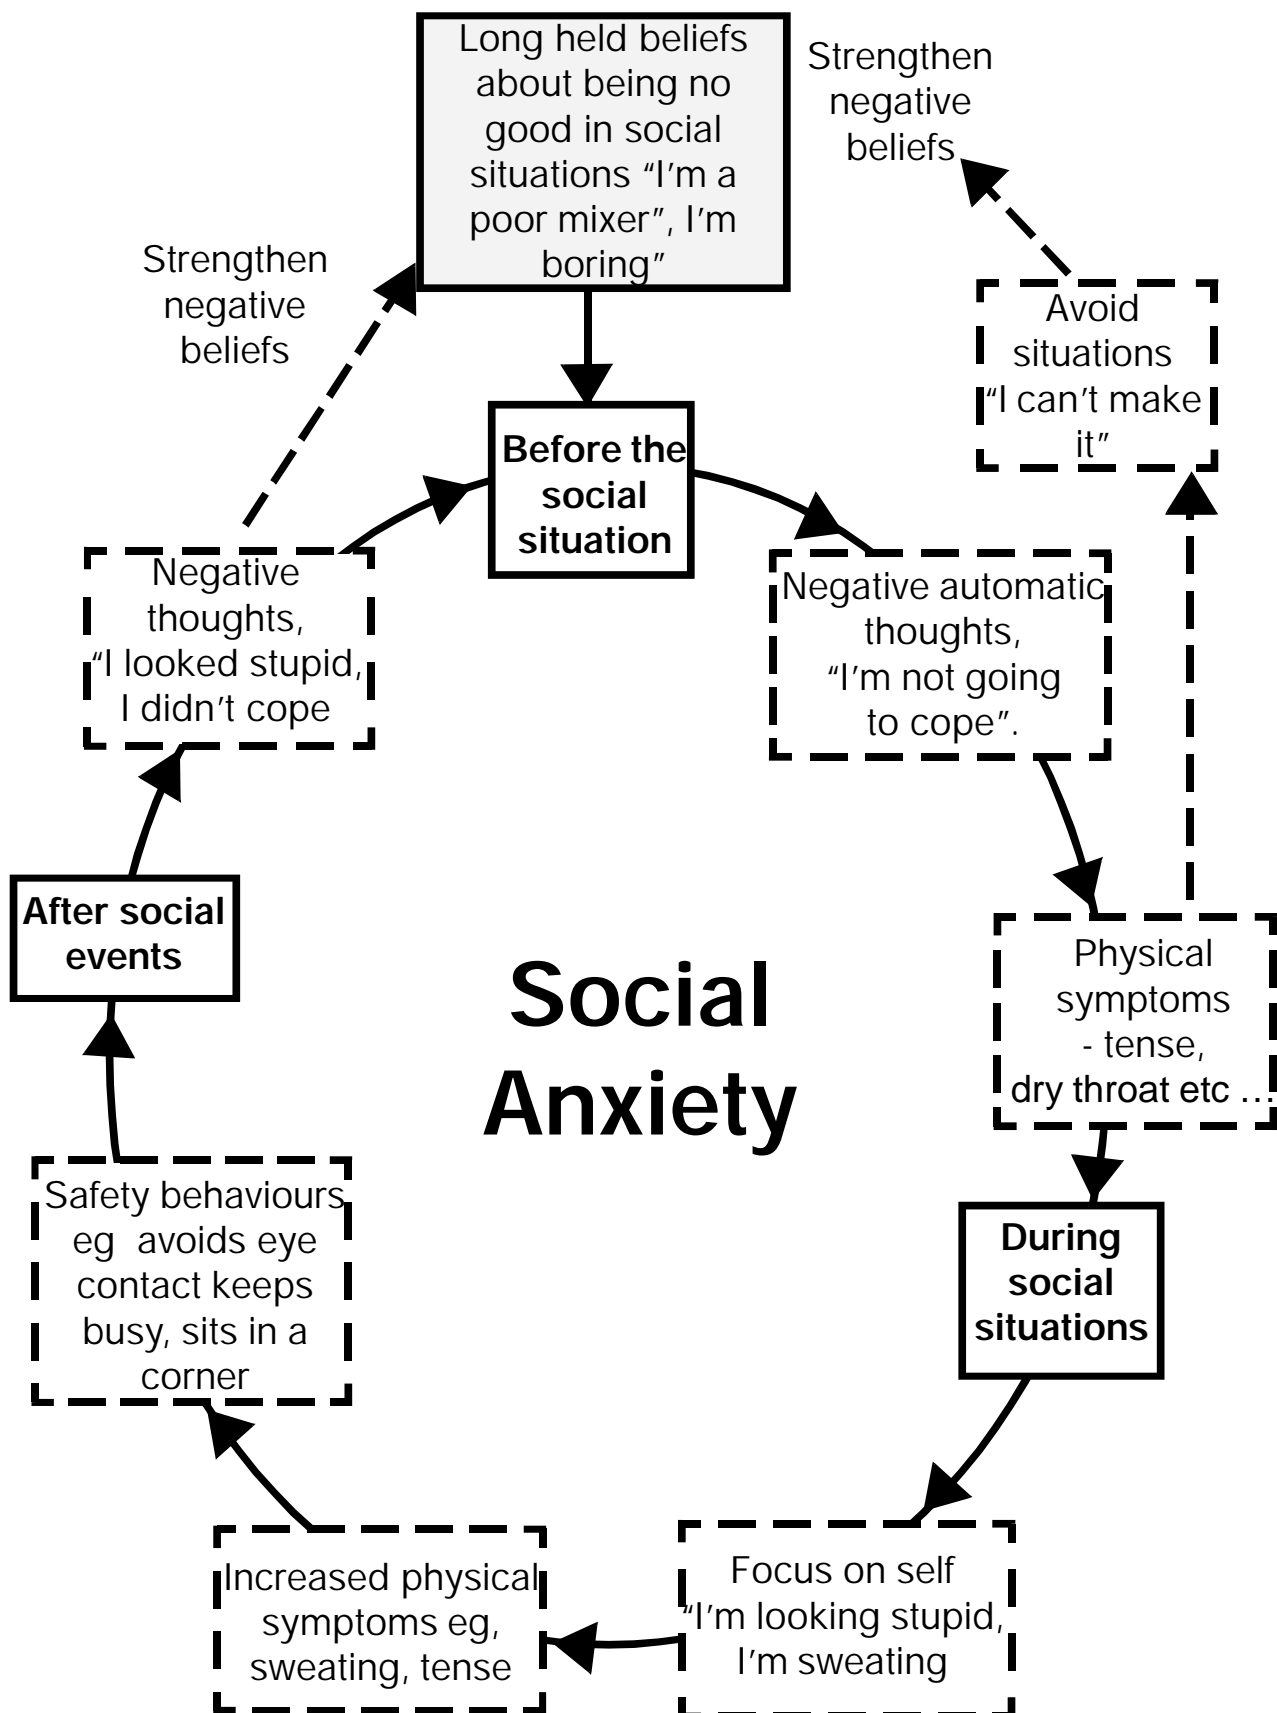 Long held beliefs
about being no
good in social
situations “I’m a
poor mixer”, I’m
boring”
Strengthen
negative
beliefs
Strengthen
negative
beliefs
Avoid
situations
“I can’t make
it”
Before the
social
situation
Negative automatic
thoughts,
“I’m not going
to cope”.
Negative
thoughts,
“I looked stupid,
I didn’t cope
After social
events
Social
Anxiety
Physical
symptoms
- tense,
dry throat etc …
During
social
situations
Safety behaviours
eg avoids eye
contact keeps
busy, sits in a
corner
Increased physical
symptoms eg,
sweating, tense
Focus on self
“I’m looking stupid,
I’m sweating